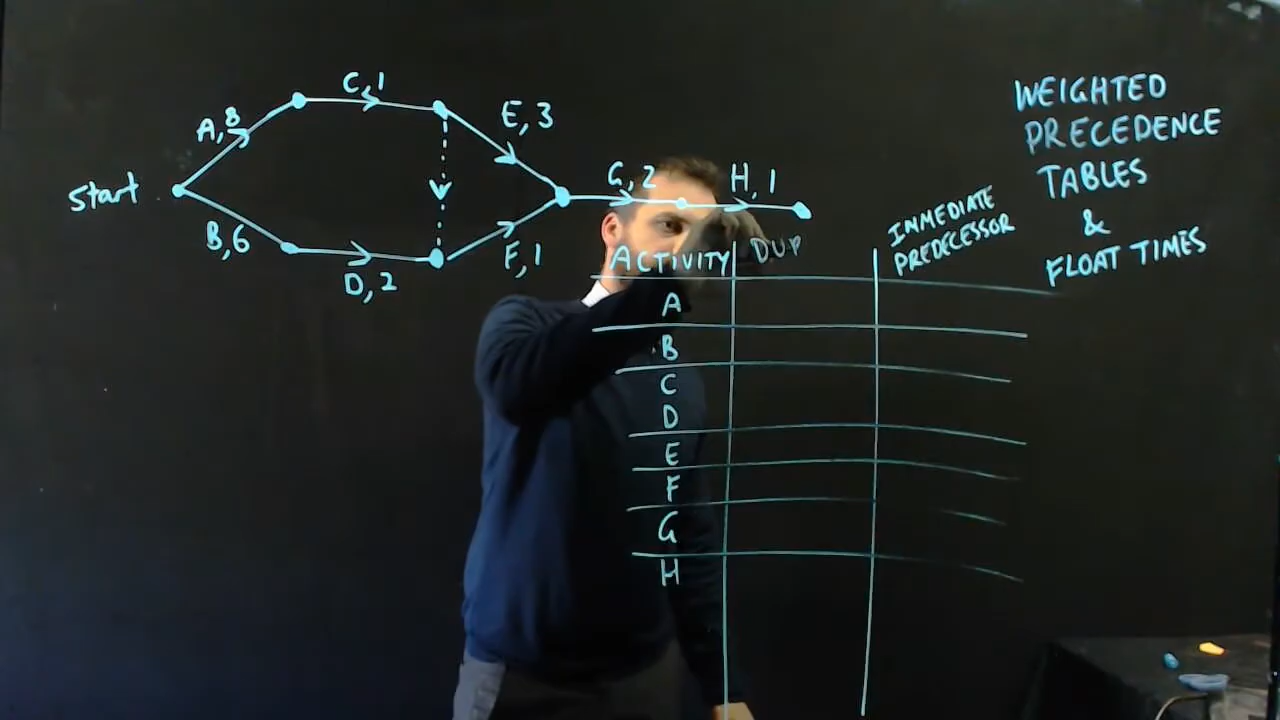 C, 1
A, 8
E, 3
start
B, 6
D, 2
F, 1
G, 2
H, 1
WEIGHTED
PRECEDENCE
TABLES
&
FLOAT TIMES
ACTIVITY DUR IMMEDIATE
PREDECESSOR
A
B
C
D
E
F
G
H